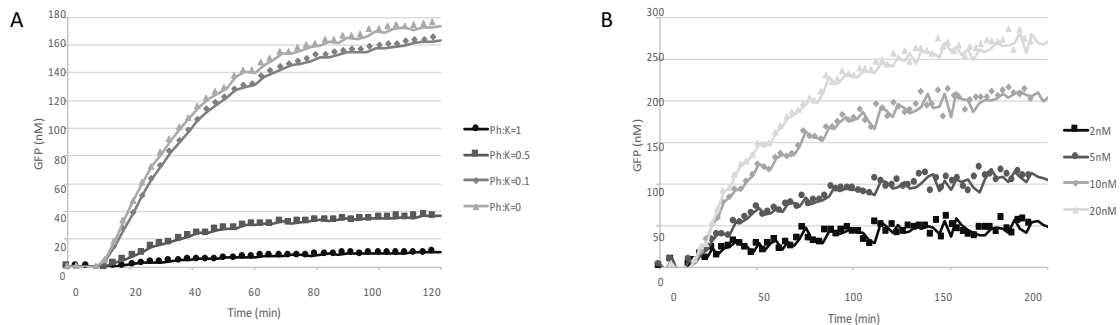 A
180
160
140
120
100
80
60
40
20
0
GFP (nM)
0 20 40 60 80 100 120
Time (min)
Ph:K=1
Ph:K=0.5
Ph:K=0.1
Ph:K=0
B
300
250
200
150
100
50
0
GFP (nM)
0 50 100 150 200
Time (min)
2nM
5nM
10nM
20nM